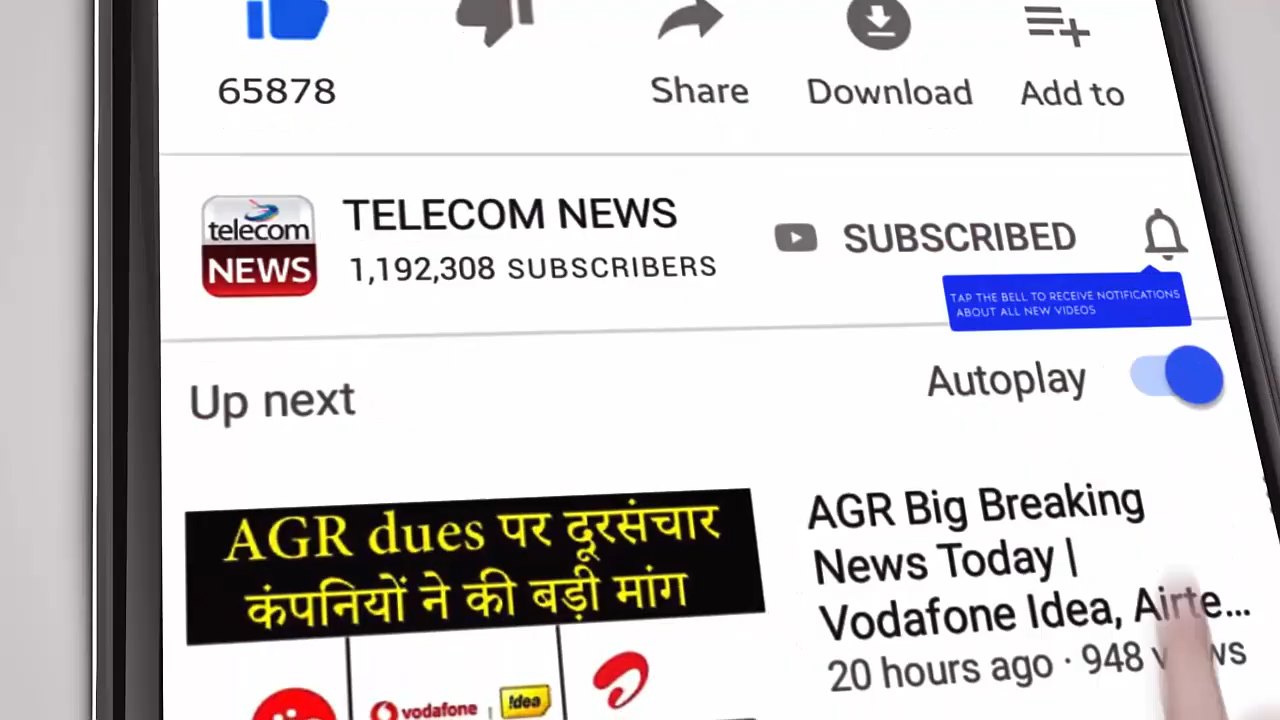 65878
Share
Download
Add to
telecom
NEWS
TELECOM NEWS
1,192,308 SUBSCRIBERS
SUBSCRIBED
TAP THE BELL TO RECEIVE NOTIFICATIONS
ABOUT ALL NEW VIDEOS
Up next
Autoplay
AGR dues पर दूरसंचार
कंपनियों ने की बड़ी मांग
vodafone
!dea
AGR Big Breaking
News Today |
Vodafone Idea, Airte...
20 hours ago · 948 views